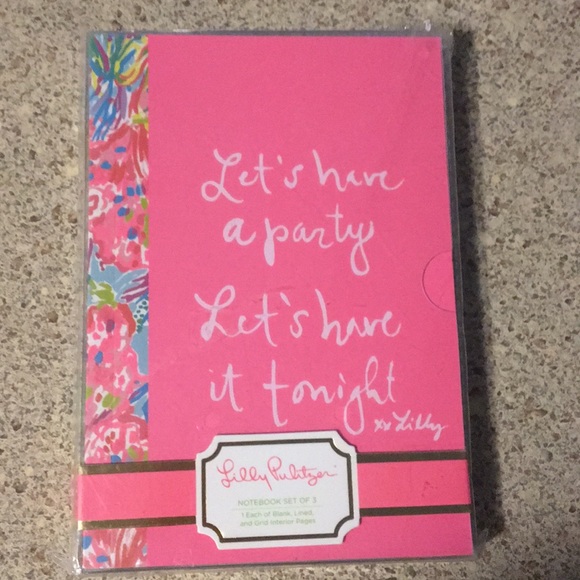 Let's have
a party
Let's have
it tonight
xx Lilly
Lilly Pulitzer
NOTEBOOK SET OF 3
1 Each of Blank, Lined,
and Grid Interior Pages